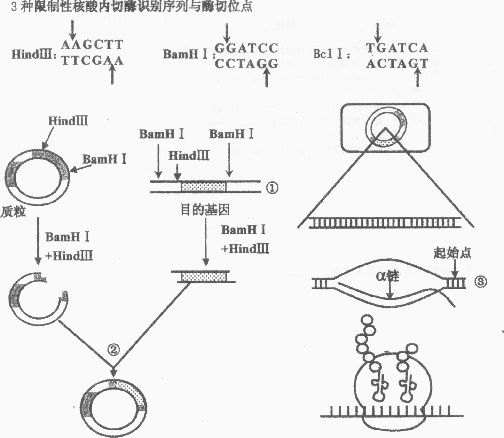 3种限制性核酸内切酶识别序列与酶切位点
HindⅢ: AAGCTT
TTCGAA
BamHⅠ: GGATCC
CCTAGG
BclⅠ: TGATCA
ACTAGT
HindⅢ
BamHⅠ
质粒
BamHⅠ
+HindⅢ
BamHⅠ BamHⅠ
HindⅢ
①
目的基因
BamHⅠ
+HindⅢ
②
起始点
α链
③